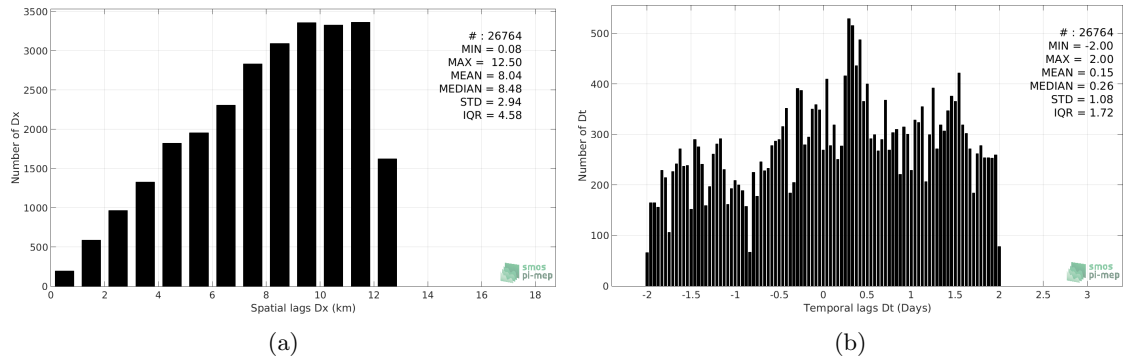 3500
3000
2500
2000
1500
1000
500
0
0 2 4 6 8 10 12 14 16 18
Number of Dx
Spatial lags Dx (km)
# : 26764
MIN = 0.08
MAX = 12.50
MEAN = 8.04
MEDIAN = 8.48
STD = 2.94
IQR = 4.58
smos
pi-mep
(a)
500
400
300
200
100
0
-2 -1.5 -1 -0.5 0 0.5 1 1.5 2 2.5 3
Number of Dt
Temporal lags Dt (Days)
# : 26764
MIN = -2.00
MAX = 2.00
MEAN = 0.15
MEDIAN = 0.26
STD = 1.08
IQR = 1.72
smos
pi-mep
(b)